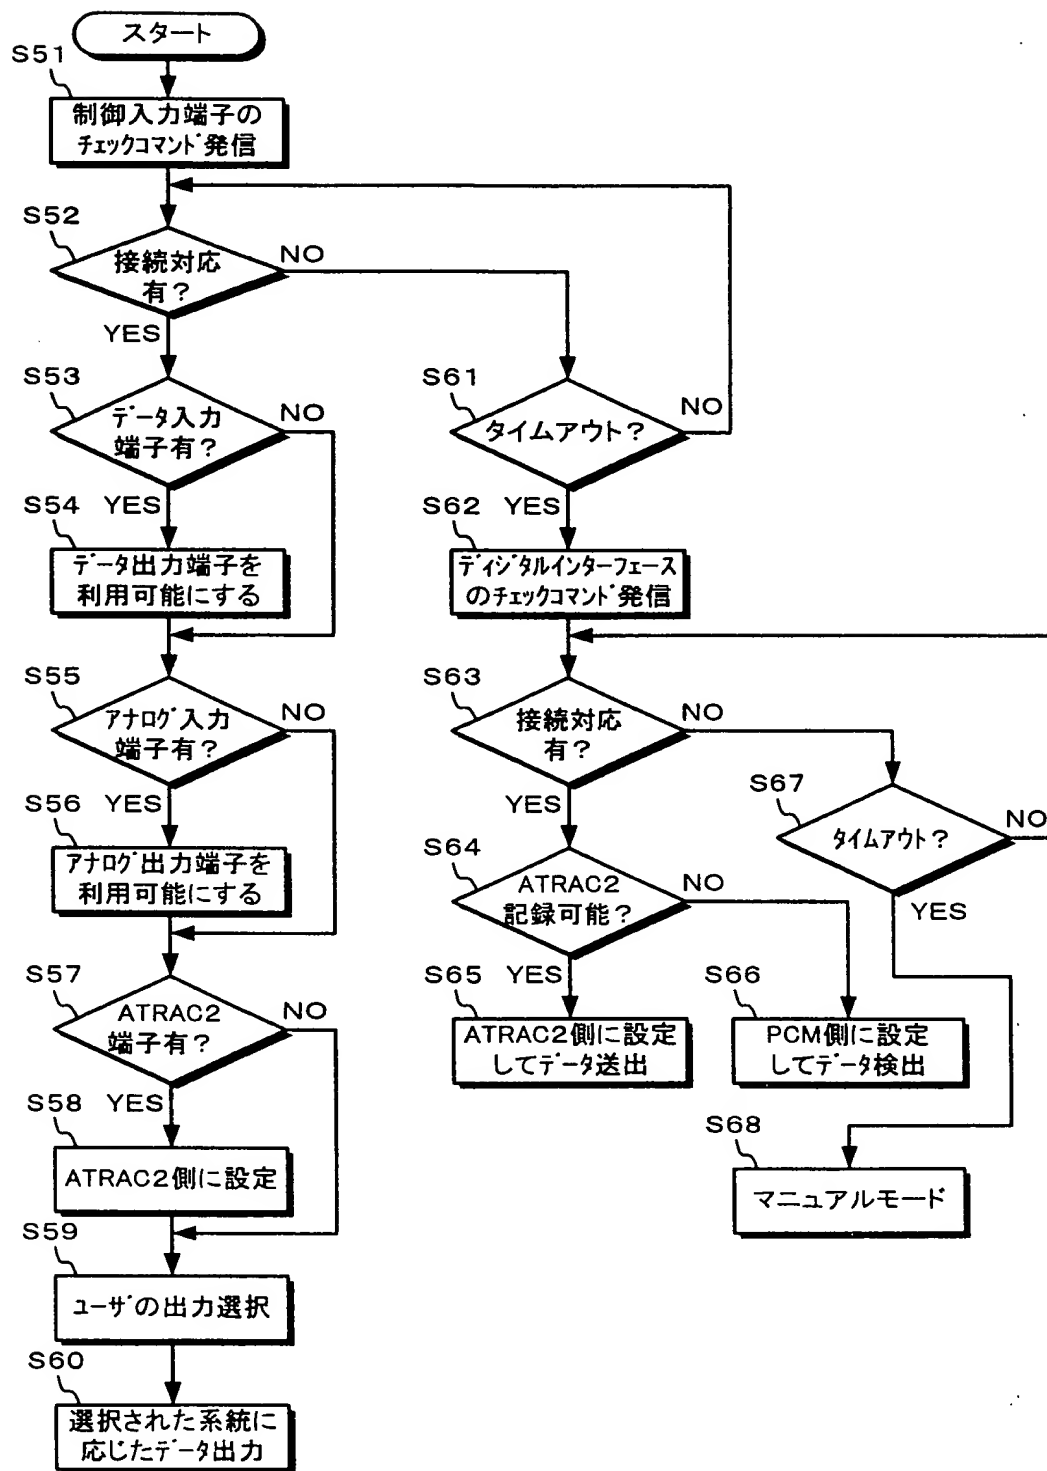 スタート
S51
制御入力端子の
チェックコマンド発信
S52
接続対応
有?
NO
YES
S53
データ入力
端子有?
NO
YES
S54
データ出力端子を
利用可能にする
S55
アナログ入力
端子有?
NO
YES
S56
アナログ出力端子を
利用可能にする
S57
ATRAC2
端子有?
NO
YES
S58
ATRAC2側に設定
S59
ユーザの出力選択
S60
選択された系統に
応じたデータ出力
S61
タイムアウト?
NO
YES
S62
ディジタルインターフェース
のチェックコマンド発信
S63
接続対応
有?
NO
YES
S64
ATRAC2
記録可能?
NO
YES
S65
ATRAC2側に設定
してデータ送出
S66
PCM側に設定
してデータ検出
S67
タイムアウト?
NO
YES
S68
マニュアルモード